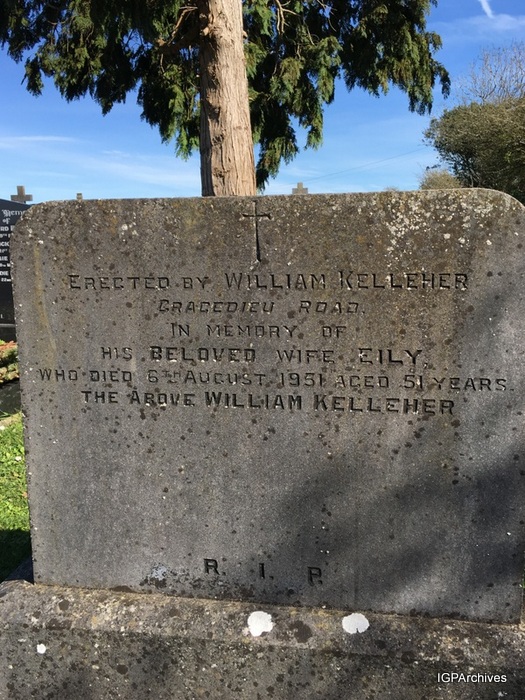 ERECTED BY WILLIAM KELLEHER
GRACEDIEU ROAD.
IN MEMORY OF
HIS BELOVED WIFE EILY,
WHO DIED 6TH AUGUST 1951 AGED 51 YEARS.
THE ABOVE WILLIAM KELLEHER
R. I. P.
IGPArchives